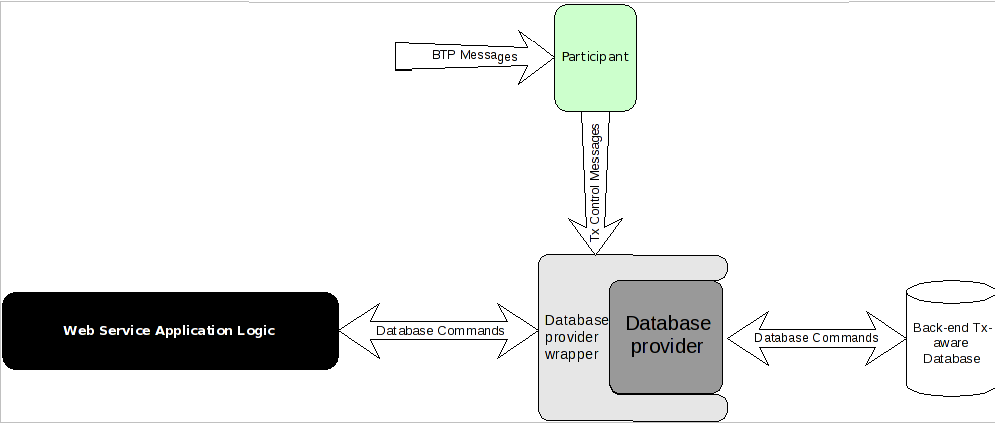 BTP Messages
Participant
Tx Control Messages
Web Service Application Logic
Database Commands
Database
provider
wrapper
Database
provider
Database Commands
Back-end Tx-
aware
Database